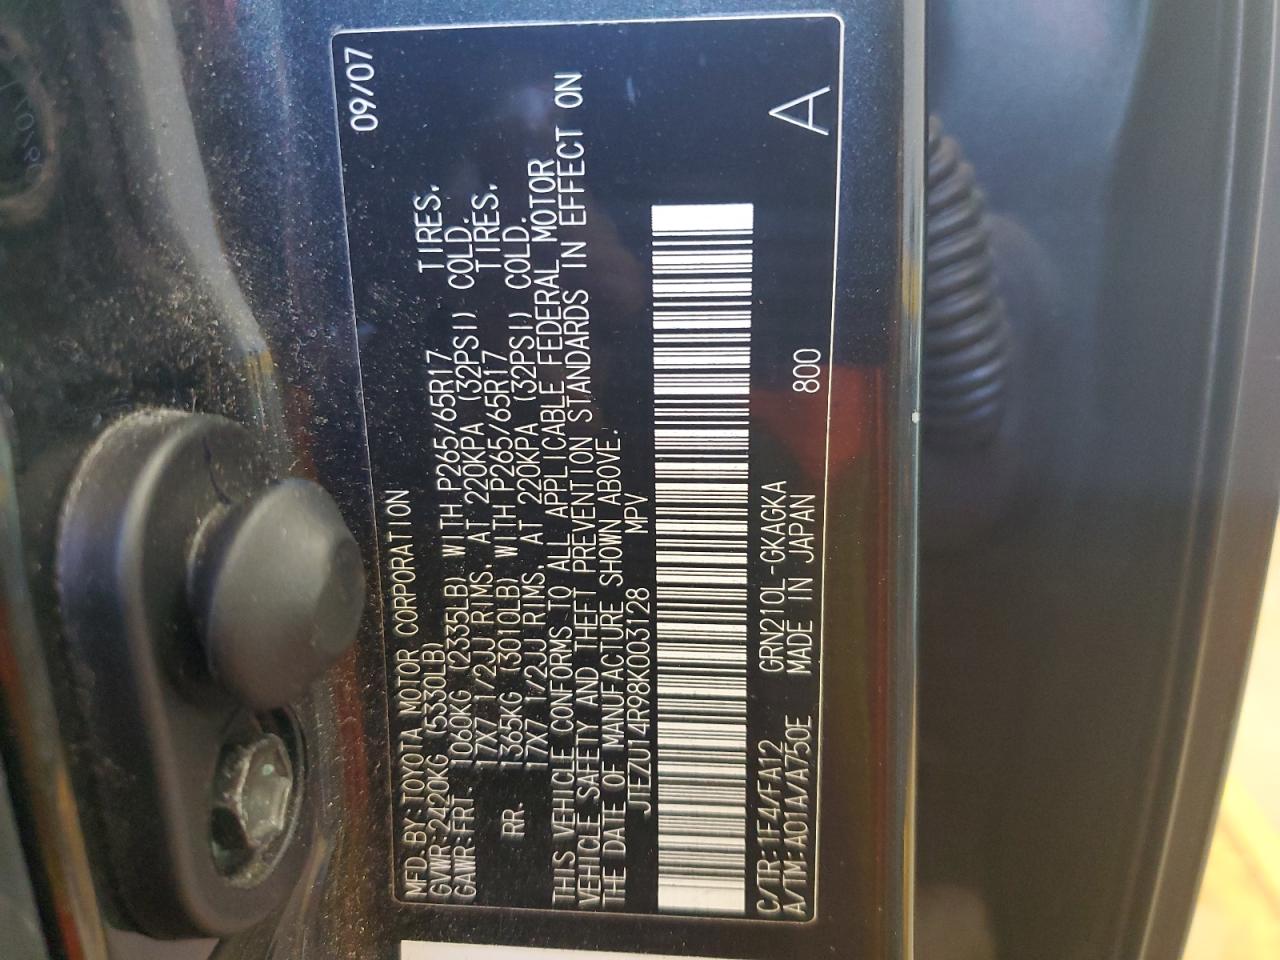 MFD.BY:TOYOTA MOTOR CORPORATION 09/07
GVWR:2420KG (5330LB)
GAWR:FRT. 1060KG (2335LB) WITH P265/65R17 TIRES.
17X7 1/2JJ RIMS, AT 220KPA (32PSI) COLD.
RR. 1365KG (3010LB) WITH P265/65R17 TIRES.
17X7 1/2JJ RIMS, AT 220KPA (32PSI) COLD.
THIS VEHICLE CONFORMS TO ALL APPLICABLE FEDERAL MOTOR
VEHICLE SAFETY AND THEFT PREVENTION STANDARDS IN EFFECT ON
THE DATE OF MANUFACTURE SHOWN ABOVE.
JTEZU14R98K003128 MPV
C/TR:1F4/FA12 GRN210L-GKAGKA 800 A
A/TM:A01A/A750E MADE IN JAPAN